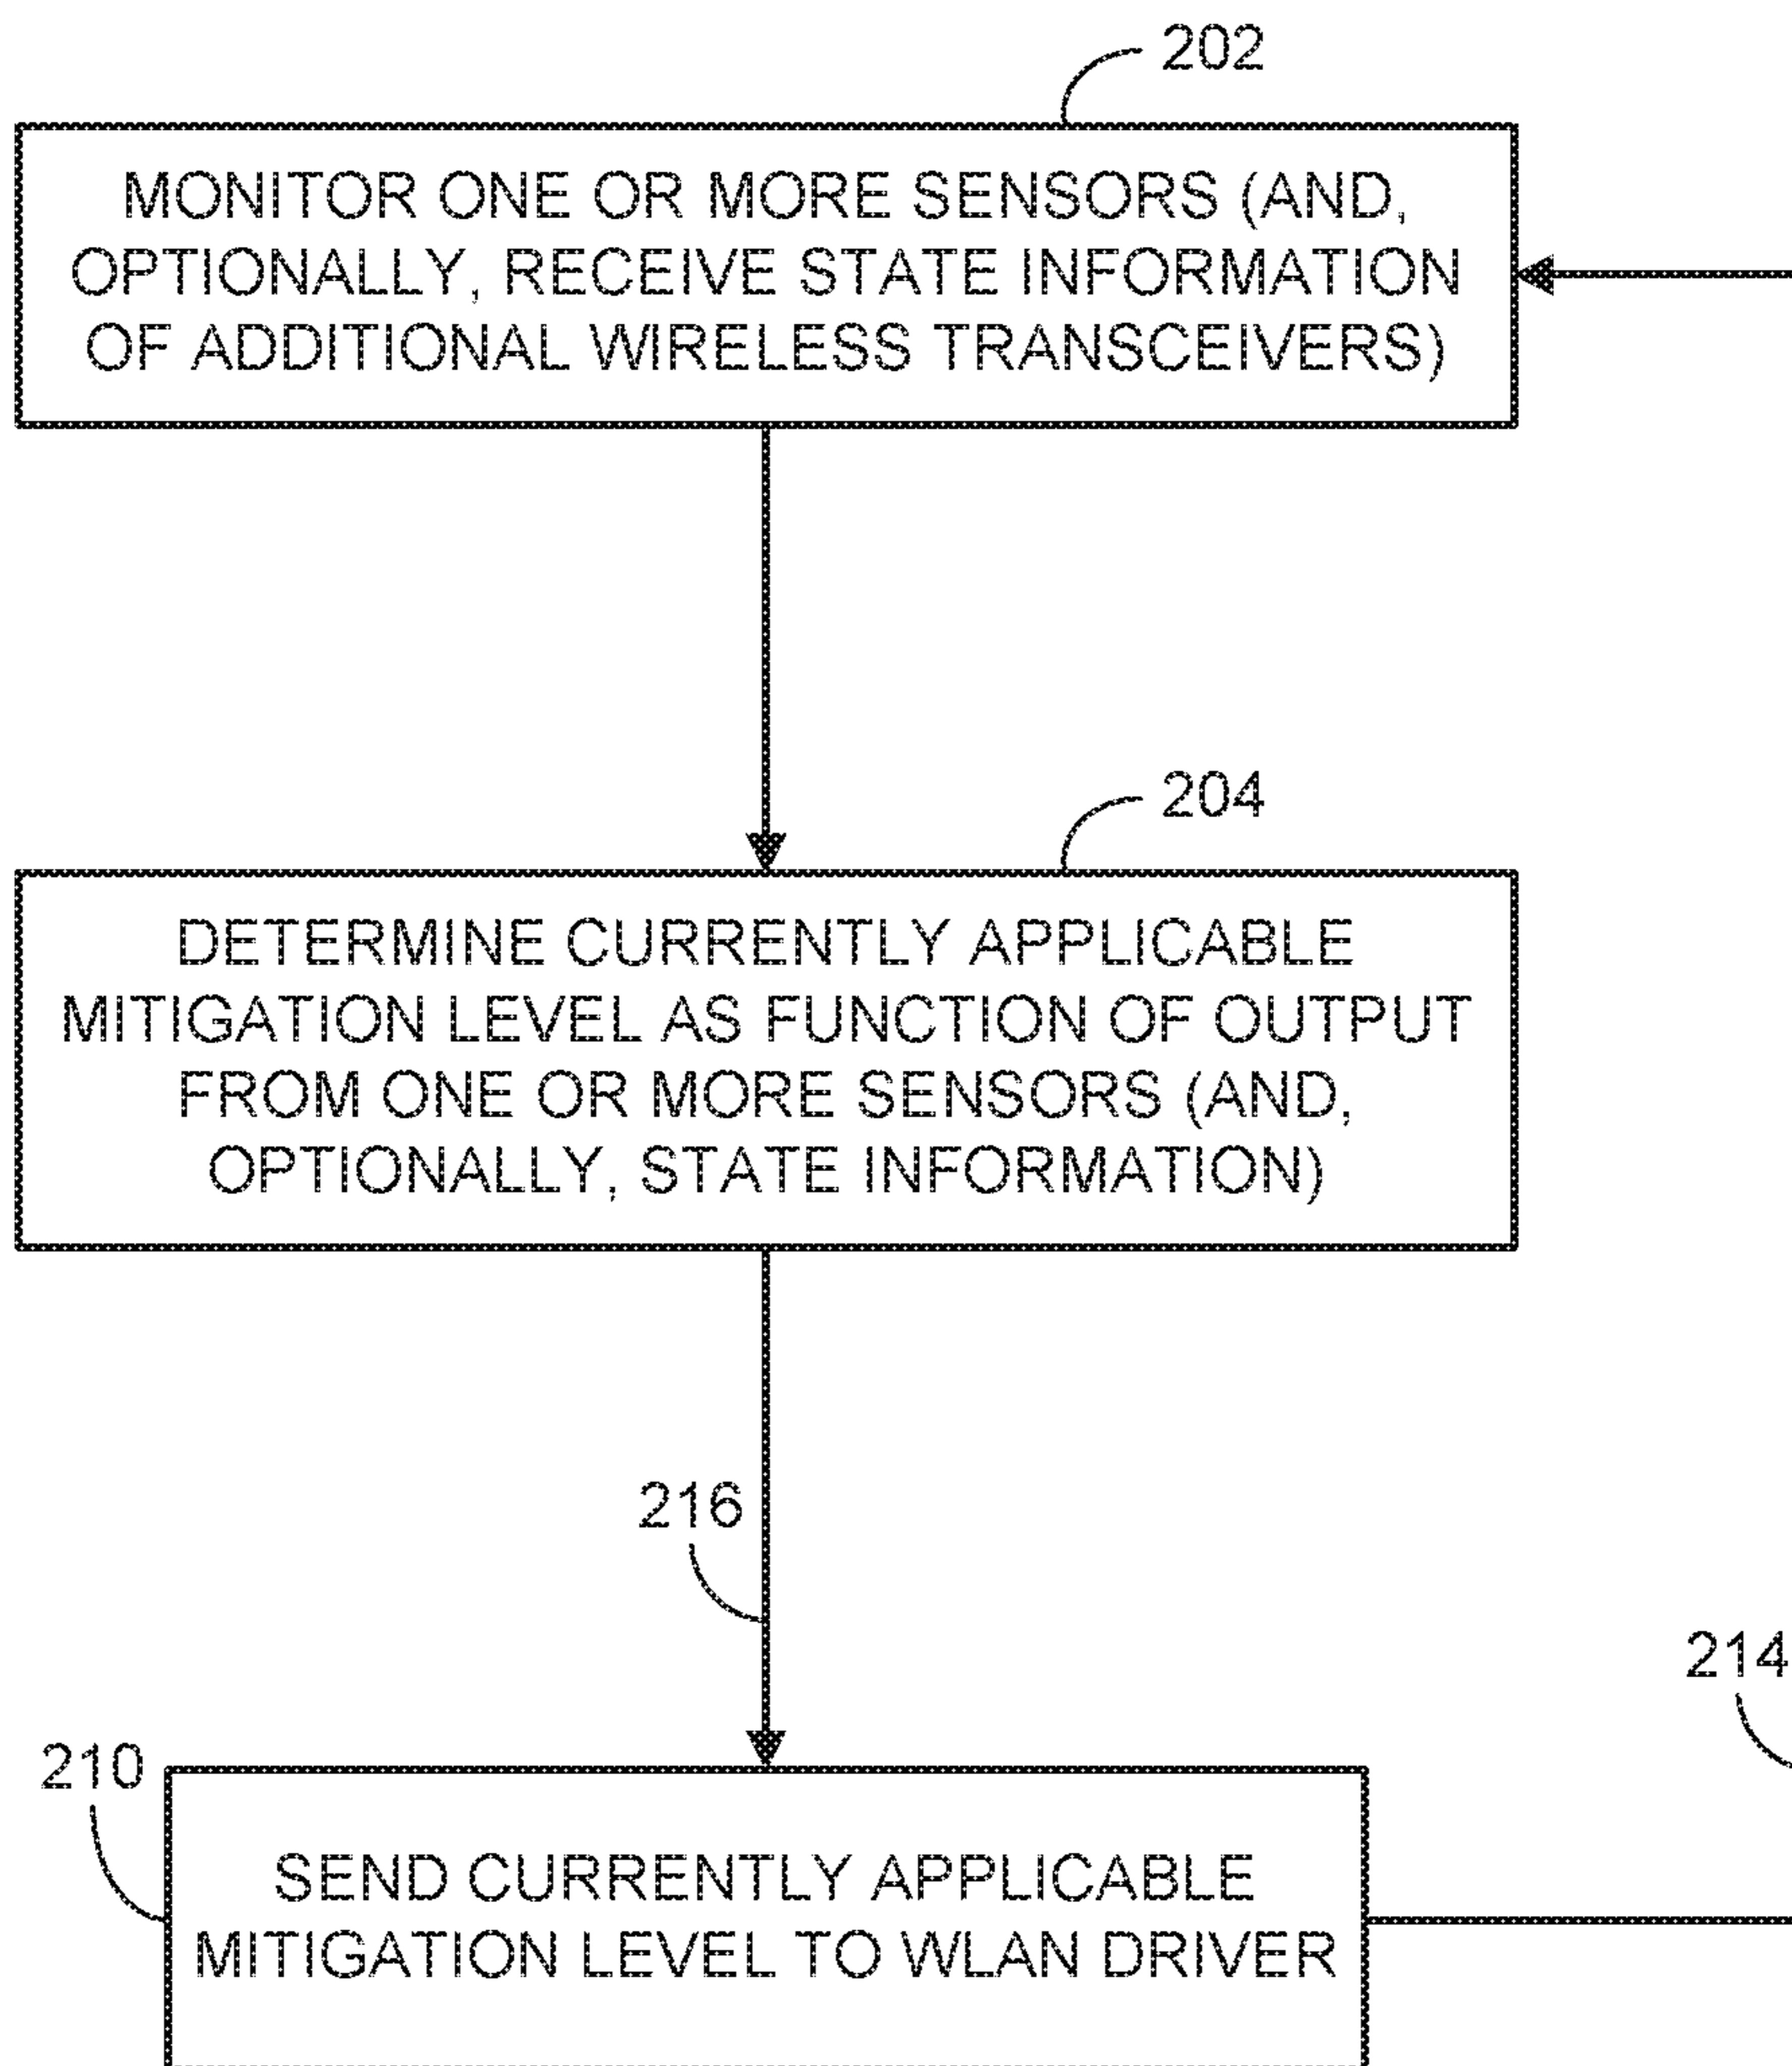 202
MONITOR ONE OR MORE SENSORS (AND,
OPTIONALLY, RECEIVE STATE INFORMATION
OF ADDITIONAL WIRELESS TRANSCEIVERS)
204
DETERMINE CURRENTLY APPLICABLE
MITIGATION LEVEL AS FUNCTION OF OUTPUT
FROM ONE OR MORE SENSORS (AND,
OPTIONALLY, STATE INFORMATION)
216
214
210
SEND CURRENTLY APPLICABLE
MITIGATION LEVEL TO WLAN DRIVER